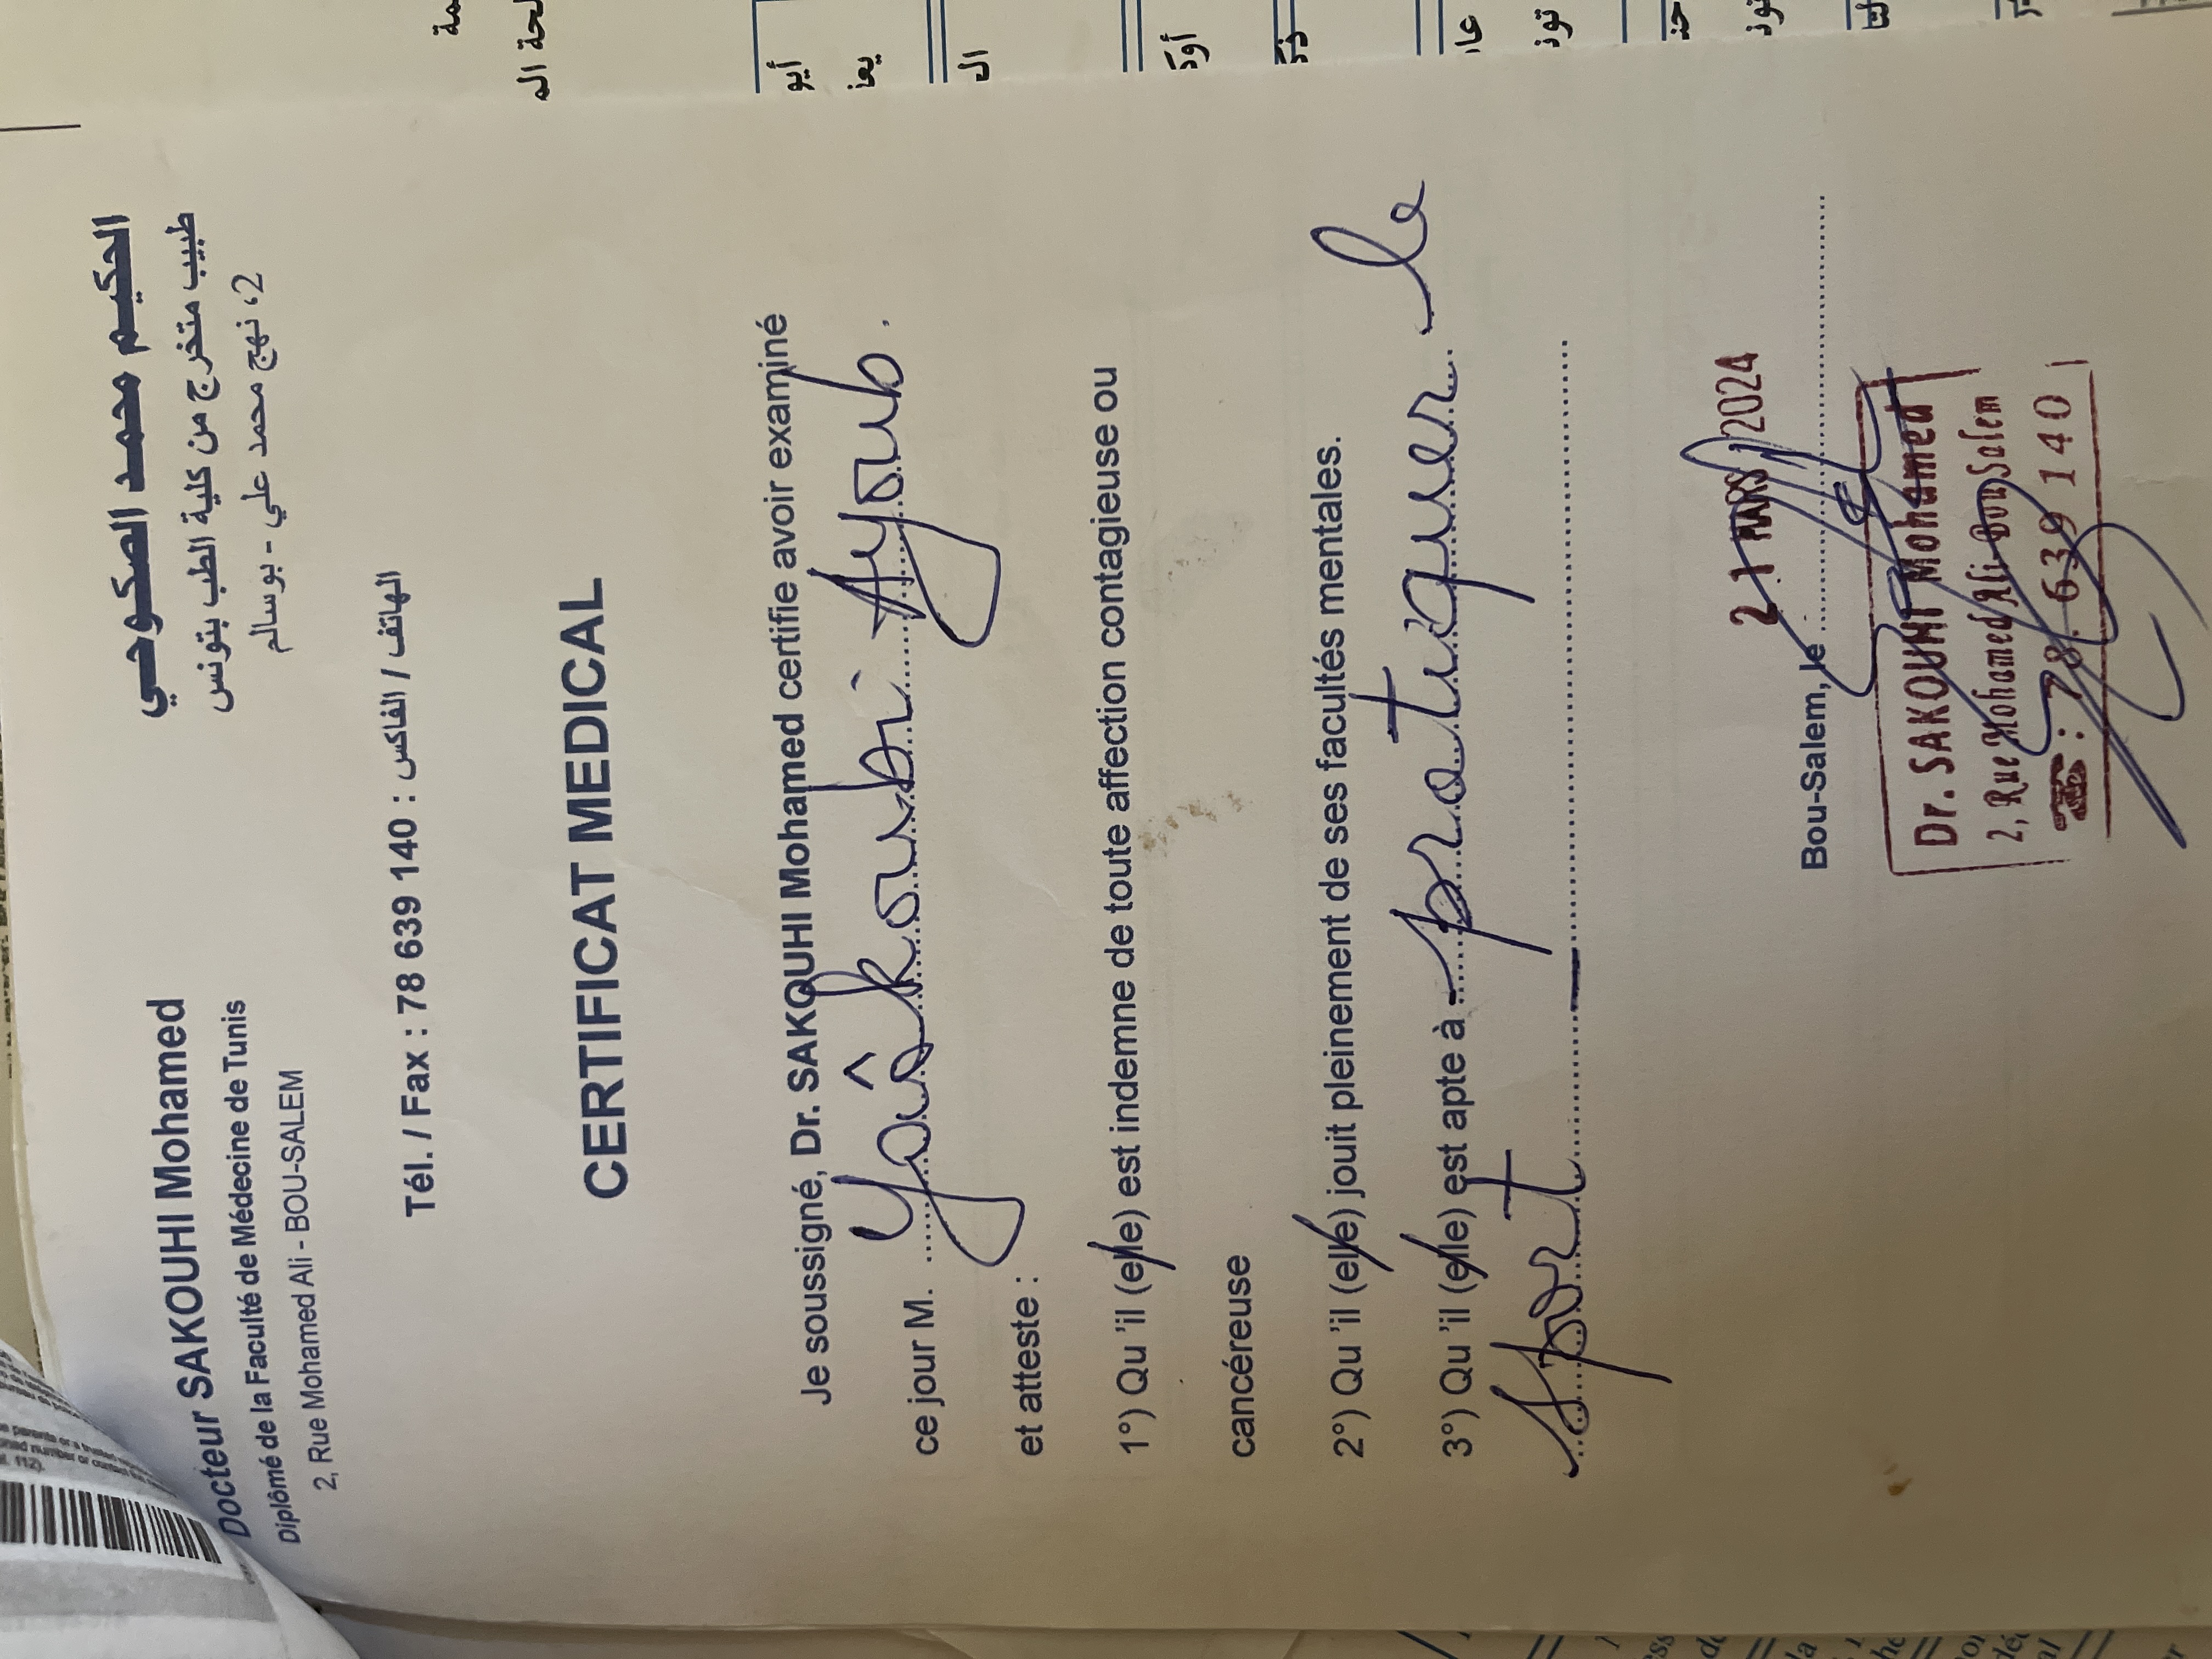 Docteur SAKOUHI Mohamed
Diplômé de la Faculté de Médecine de Tunis
2, Rue Mohamed Ali - BOU-SALEM
الحكيم محمد الصكوحي
طبيب متخرج من كلية الطب بتونس
2، نهج محمد علي - بوسالم
Tél. / Fax : 78 639 140 : الهاتف / الفاكس
CERTIFICAT MEDICAL
Je soussigné, Dr. SAKOUHI Mohamed certifie avoir examiné
ce jour M. Yaâkoubi Ayoub.
et atteste :
1°) Qu 'il (elle) est indemne de toute affection contagieuse ou
cancéreuse
2°) Qu 'il (elle) jouit pleinement de ses facultés mentales.
3°) Qu 'il (elle) est apte à - pratiquer le
sport
21 MARS 2024
Bou-Salem, le
Dr. SAKOUHI Mohamed
2, Rue Mohamed Ali Bou Salem
☎ : 78. 639 140